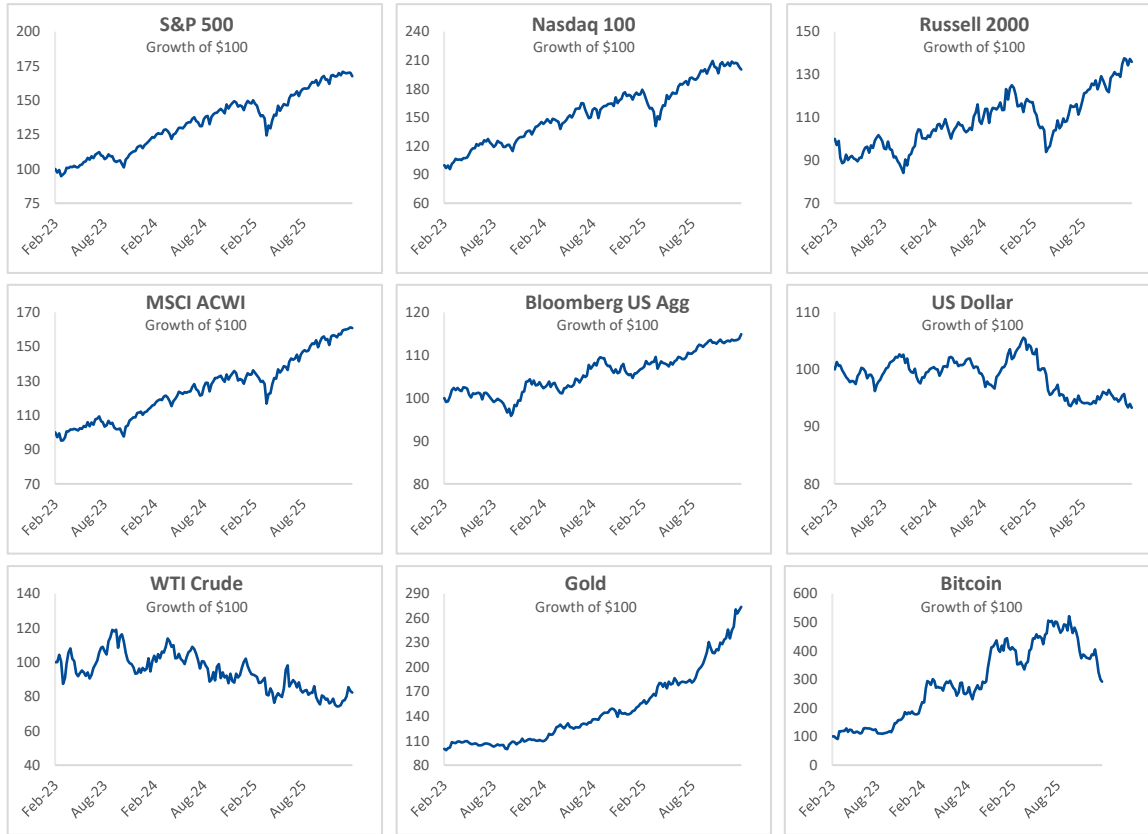 S&P 500
Growth of $100
200
175
150
125
100
75
Feb-23
Aug-23
Feb-24
Aug-24
Feb-25
Aug-25
Nasdaq 100
Growth of $100
240
210
180
150
120
90
60
Feb-23
Aug-23
Feb-24
Aug-24
Feb-25
Aug-25
Russell 2000
Growth of $100
150
130
110
90
70
Feb-23
Aug-23
Feb-24
Aug-24
Feb-25
Aug-25
MSCI ACWI
Growth of $100
170
150
130
110
90
70
Feb-23
Aug-23
Feb-24
Aug-24
Feb-25
Aug-25
Bloomberg US Agg
Growth of $100
120
110
100
90
80
Feb-23
Aug-23
Feb-24
Aug-24
Feb-25
Aug-25
US Dollar
Growth of $100
110
100
90
80
Feb-23
Aug-23
Feb-24
Aug-24
Feb-25
Aug-25
WTI Crude
Growth of $100
140
120
100
80
60
40
Feb-23
Aug-23
Feb-24
Aug-24
Feb-25
Aug-25
Gold
Growth of $100
290
260
230
200
170
140
110
80
Feb-23
Aug-23
Feb-24
Aug-24
Feb-25
Aug-25
Bitcoin
Growth of $100
600
500
400
300
200
100
0
Feb-23
Aug-23
Feb-24
Aug-24
Feb-25
Aug-25